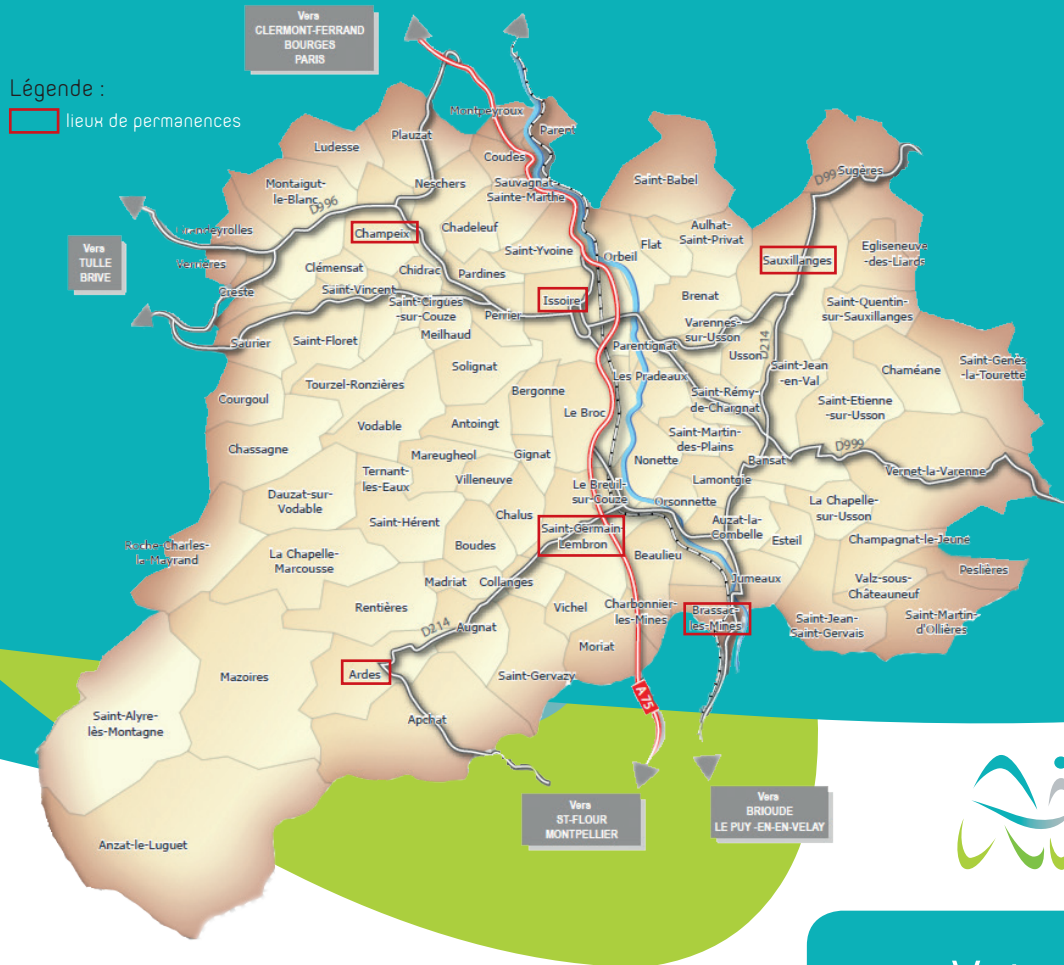 Vers
CLERMONT-FERRAND
BOURGES
PARIS
Légende :
lieux de permanences
Montpeyroux
Parent
Plauzat
Ludesse
Coudes
Neschers
Sauvagnat-
Sainte-Marthe
Saint-Babel
D99
Sugères
Montaigut-
le-Blanc
D996
Grandeyrolles
Champeix
Chadeleuf
Saint-Yvoine
Orbeil
Flat
Aulhat-
Saint-Privat
Sauxillanges
Egliseneuve
-des-Liards
Vers
TULLE
BRIVE
Verrières
Clémensat
Chidrac
Pardines
Creste
Saint-Vincent
Saint-Cirgues
-sur-Couze
Issoire
Brenat
Saint-Quentin-
sur-Sauxillanges
Perrier
Meilhaud
Saurier
Saint-Floret
Parentignat
Varennes-
sur-Usson
Usson
D214
Saint-Jean
-en-Val
Chaméane
Saint-Genès
-la-Tourette
Solignat
Les Pradeaux
Tourzel-Ronzières
Bergonne
Saint-Rémy-
de-Chargnat
Saint-Etienne
-sur-Usson
Courgoul
Le Broc
Vodable
Antoingt
Saint-Martin-
des-Plains
D999
Chassagne
Mareugheol
Gignat
Nonette
Bansat
Vernet-la-Varenne
Ternant-
les-Eaux
Villeneuve
Le Breuil-
sur-Couze
Lamontgie
Dauzat-sur-
Vodable
Orsonnette
La Chapelle-
sur-Usson
Saint-Hérent
Chalus
Saint-Germain-
Lembron
Auzat-la-
Combelle
Esteil
Champagnat-le-Jeune
Roche-Charles-
la-Mayrand
La Chapelle-
Marcousse
Boudes
Beaulieu
Jumeaux
Peslières
Madriat
Collanges
Valz-sous-
Châteauneuf
Rentières
Vichel
Charbonnier-
les-Mines
Brassac-
les-Mines
Saint-Jean-
Saint-Gervais
Saint-Martin-
d'Ollières
D214
Augnat
Moriat
Mazoires
Ardes
Saint-Gervazy
A 75
Saint-Alyre-
lès-Montagne
Apchat
Vers
ST-FLOUR
MONTPELLIER
Vers
BRIOUDE
LE PUY -EN-EN-VELAY
Anzat-le-Luguet